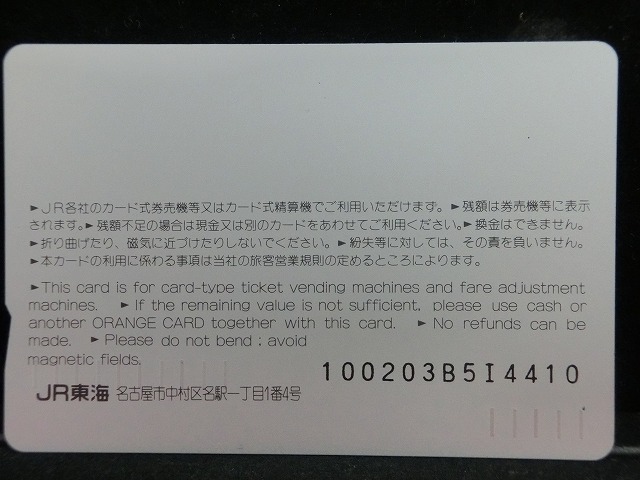 ►JR各社のカード式券売機等又はカード式精算機でご利用いただけます。►残額は券売機等に表示
されます。►残額不足の場合は現金又は別のカードをあわせてご利用ください。►換金はできません。
►折り曲げたり、磁気に近づけたりしないでください。►紛失等に対しては、その責を負いません。
►本カードの利用に係わる事項は当社の旅客営業規則の定めるところによります。
►This card is for card-type ticket vending machines and fare adjustment
machines. ►If the remaining value is not sufficient, please use cash or
another ORANGE CARD together with this card. ►No refunds can be
made. ►Please do not bend ; avoid
magnetic fields.
100203B5I4410
JR東海 名古屋市中村区名駅一丁目1番4号